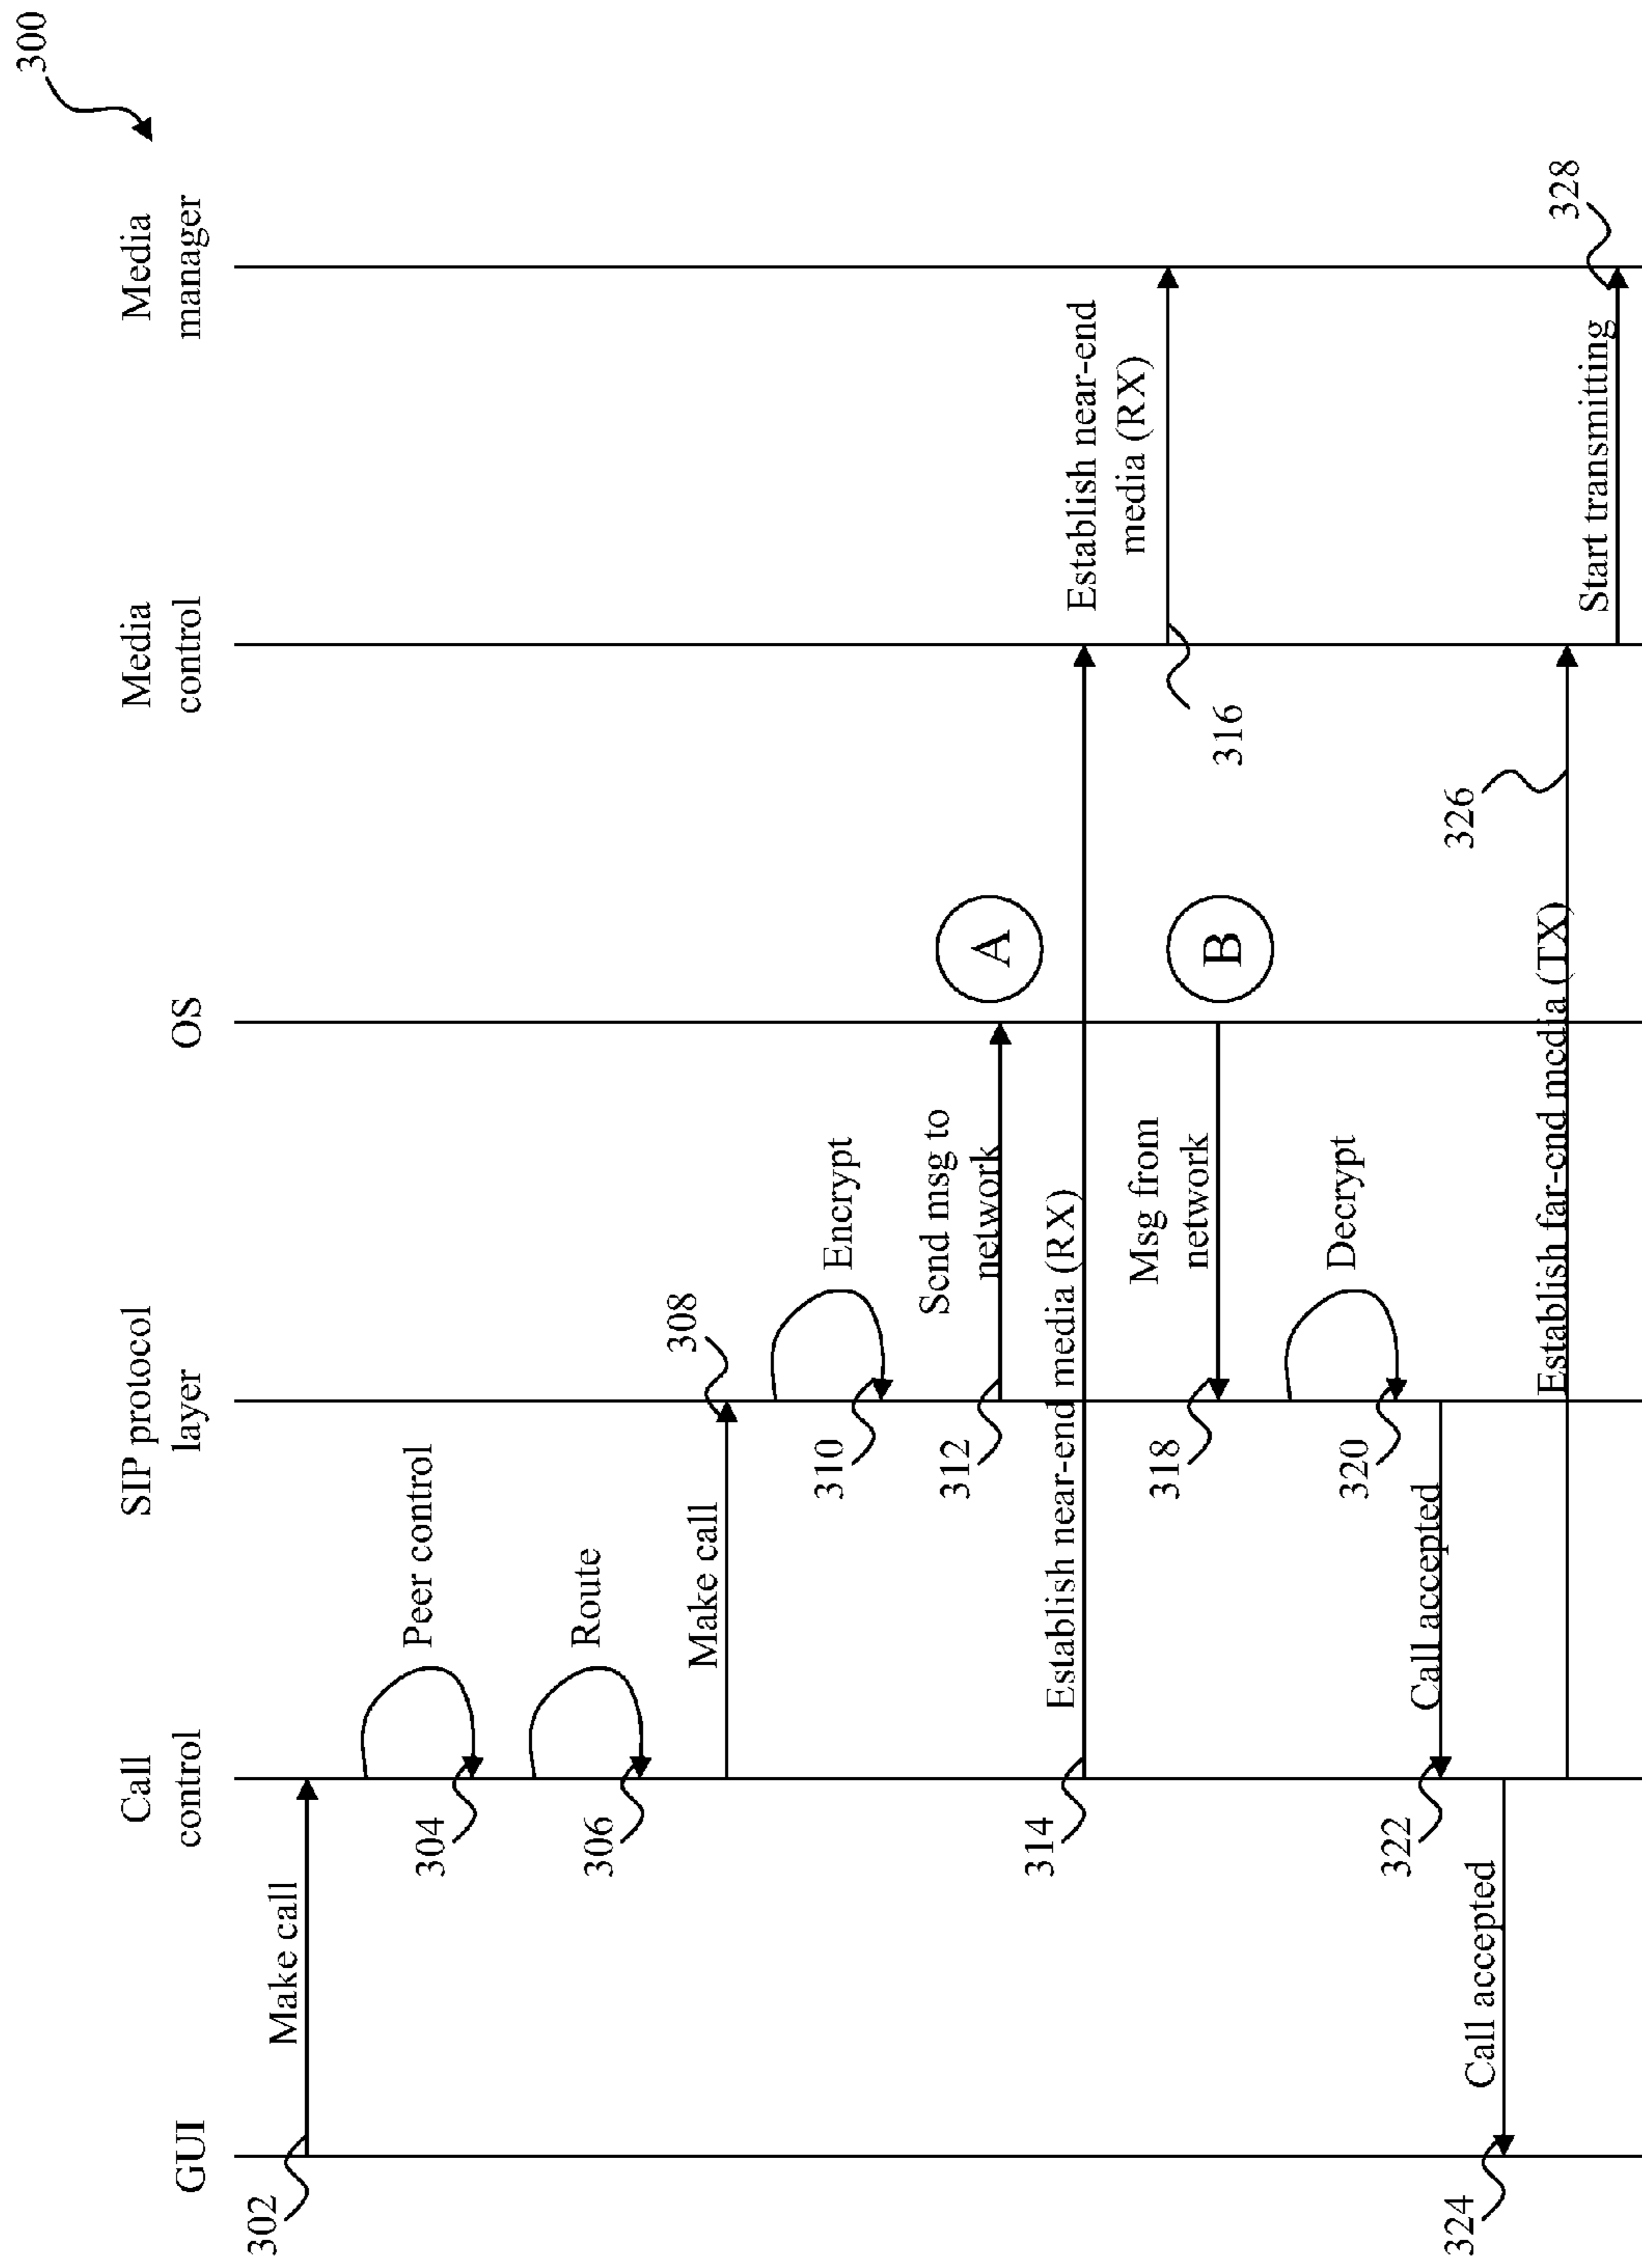 300
GUI
Call
control
SIP protocol
layer
OS
Media
control
Media
manager
302
Make call
304
Peer control
306
Route
Make call
308
310
Encrypt
312
Send msg to
network
A
314
Establish near-end media (RX)
Establish near-end
media (RX)
316
318
Msg from
network
B
320
Decrypt
322
Call accepted
324
Call accepted
Establish far-end media (TX)
326
Start transmitting
328